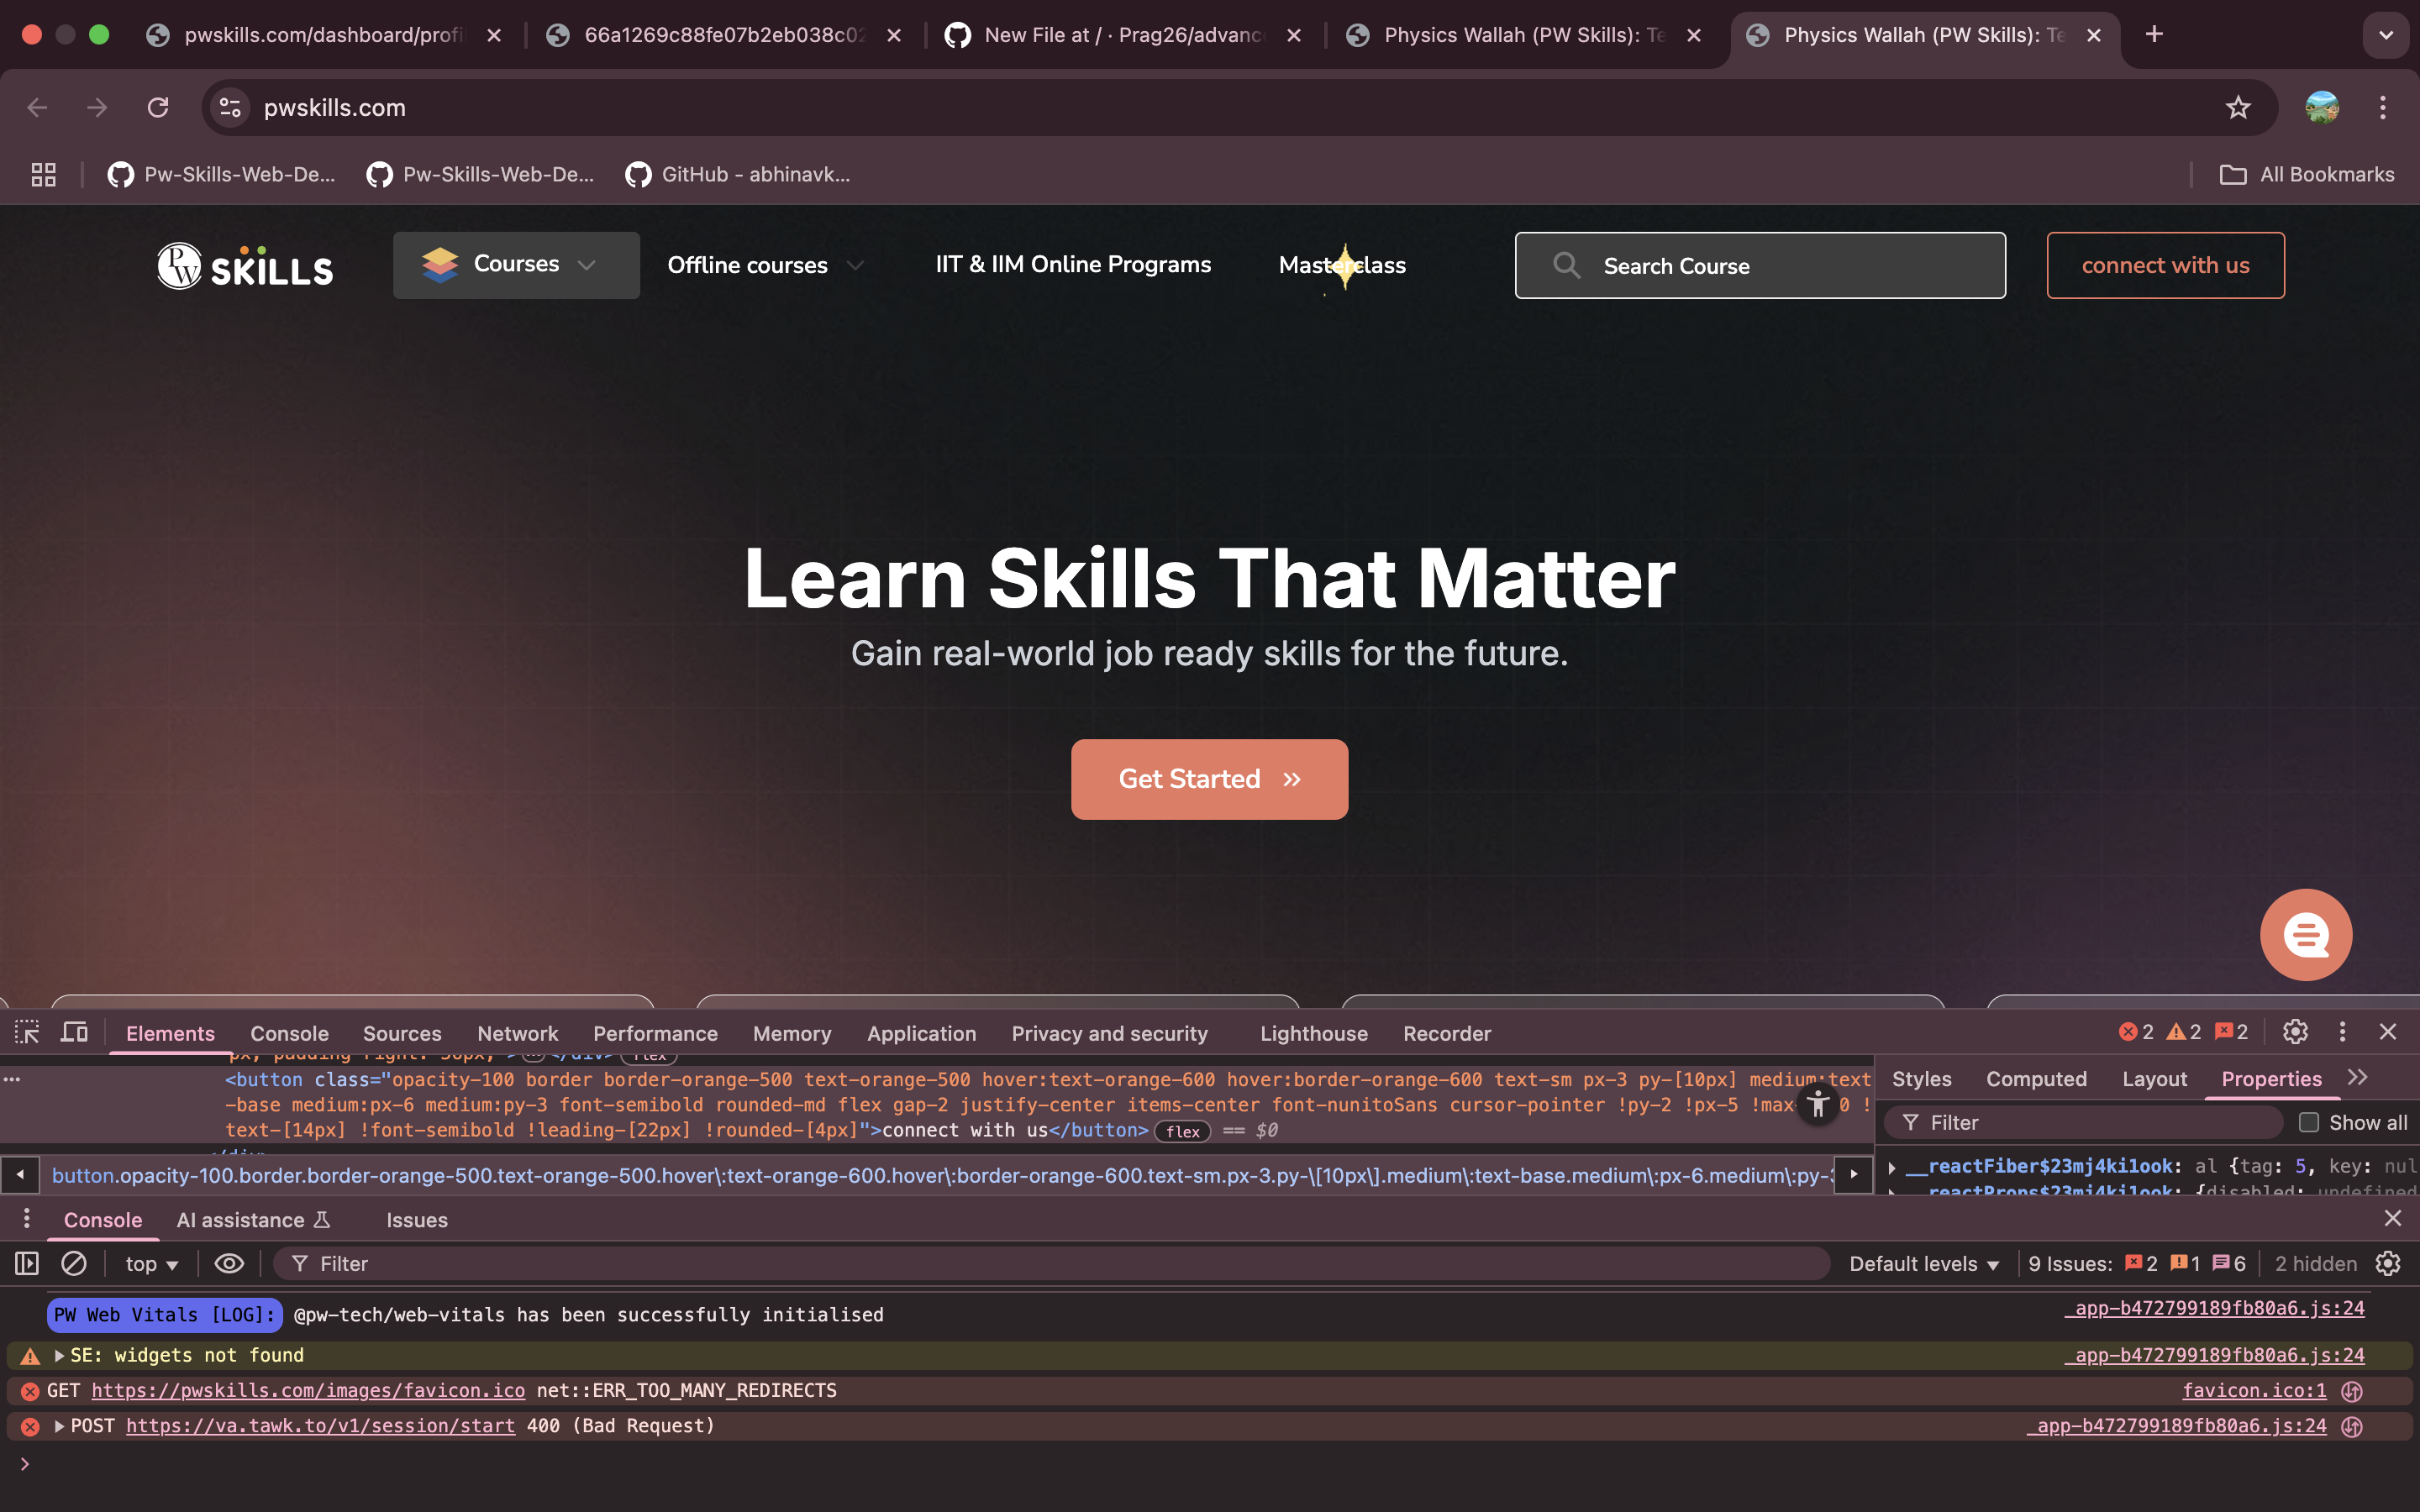 pwskills.com/dashboard/profi
66a1269c88fe07b2eb038c02
New File at / · Prag26/advanc
Physics Wallah (PW Skills): Te
Physics Wallah (PW Skills): Te
pwskills.com
Pw-Skills-Web-De...
Pw-Skills-Web-De...
GitHub - abhinavk...
All Bookmarks
PW SKILLS
Courses
Offline courses
IIT & IIM Online Programs
Masterclass
Search Course
connect with us
Learn Skills That Matter
Gain real-world job ready skills for the future.
Get Started
Elements Console Sources Network Performance Memory Application Privacy and security Lighthouse Recorder
2 2 2
px; padding-right: 50px;
<button class="opacity-100 border border-orange-500 text-orange-500 hover:text-orange-600 hover:border-orange-600 text-sm px-3 py-[10px] medium:text
-base medium:px-6 medium:py-3 font-semibold rounded-md flex gap-2 justify-center items-center font-nunitoSans cursor-pointer !py-2 !px-5 !max- 0 !
text-[14px] !font-semibold !leading-[22px] !rounded-[4px]">connect with us</button> flex == $0
button.opacity-100.border.border-orange-500.text-orange-500.hover\:text-orange-600.hover\:border-orange-600.text-sm.px-3.py-\[10px\].medium\:text-base.medium\:px-6.medium\:py-3
Styles Computed Layout Properties
Filter
Show all
__reactFiber$23mj4ki1ook: al {tag: 5, key: nul
__reactProps$23mj4ki1ook: {disabled: undefined
Console AI assistance Issues
top
Filter
Default levels
9 Issues: 2 1 6
2 hidden
PW Web Vitals [LOG]: @pw-tech/web-vitals has been successfully initialised
_app-b472799189fb80a6.js:24
SE: widgets not found
_app-b472799189fb80a6.js:24
GET https://pwskills.com/images/favicon.ico net::ERR_TOO_MANY_REDIRECTS
favicon.ico:1
POST https://va.tawk.to/v1/session/start 400 (Bad Request)
_app-b472799189fb80a6.js:24